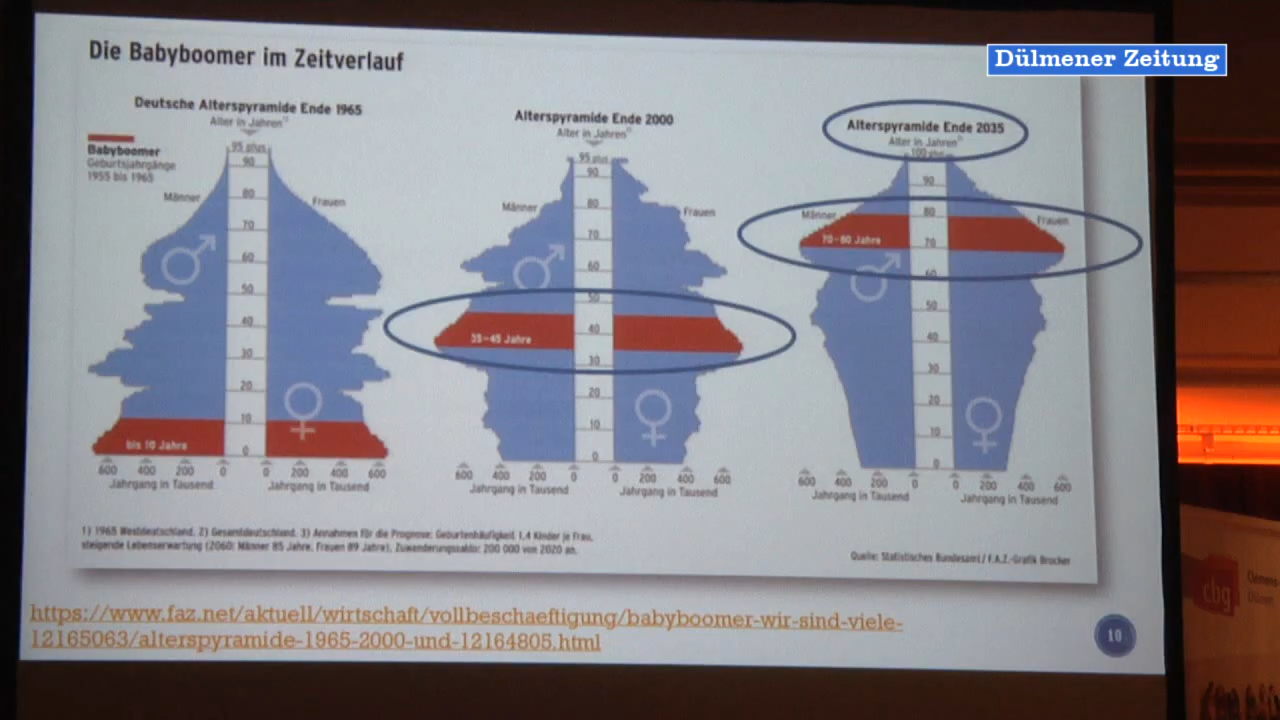 Die Babyboomer im Zeitverlauf
Dülmener Zeitung
Deutsche Alterspyramide Ende 1965
Alter in Jahren
Babyboomer
Geburtsjahrgänge
1955 bis 1965
95 plus
90
80
70
60
50
40
30
20
10
0
Männer
Frauen
bis 10 Jahre
600 400 200 0 0 200 400 600
Jahrgang in Tausend Jahrgang in Tausend
Alterspyramide Ende 2000
Alter in Jahren
95 plus
90
80
70
60
50
40
30
20
10
0
Männer
Frauen
35–45 Jahre
600 400 200 0 0 200 400 600
Jahrgang in Tausend Jahrgang in Tausend
Alterspyramide Ende 2035
Alter in Jahren
100 plus
90
80
70
60
50
40
30
20
10
0
Männer
Frauen
70–80 Jahre
600 400 200 0 0 200 400 600
Jahrgang in Tausend Jahrgang in Tausend
1) 1965 Westdeutschland. 2) Gesamtdeutschland. 3) Annahmen für die Prognose: Geburtenhäufigkeit 1,4 Kinder je Frau,
steigende Lebenserwartung (2060: Männer 85 Jahre, Frauen 89 Jahre), Zuwanderungssaldo: 200 000 von 2020 an.
Quelle: Statistisches Bundesamt / F.A.Z.-Grafik Brocker
https://www.faz.net/aktuell/wirtschaft/vollbeschaeftigung/babyboomer-wir-sind-viele-
12165063/alterspyramide-1965-2000-und-12164805.html
10
cbg